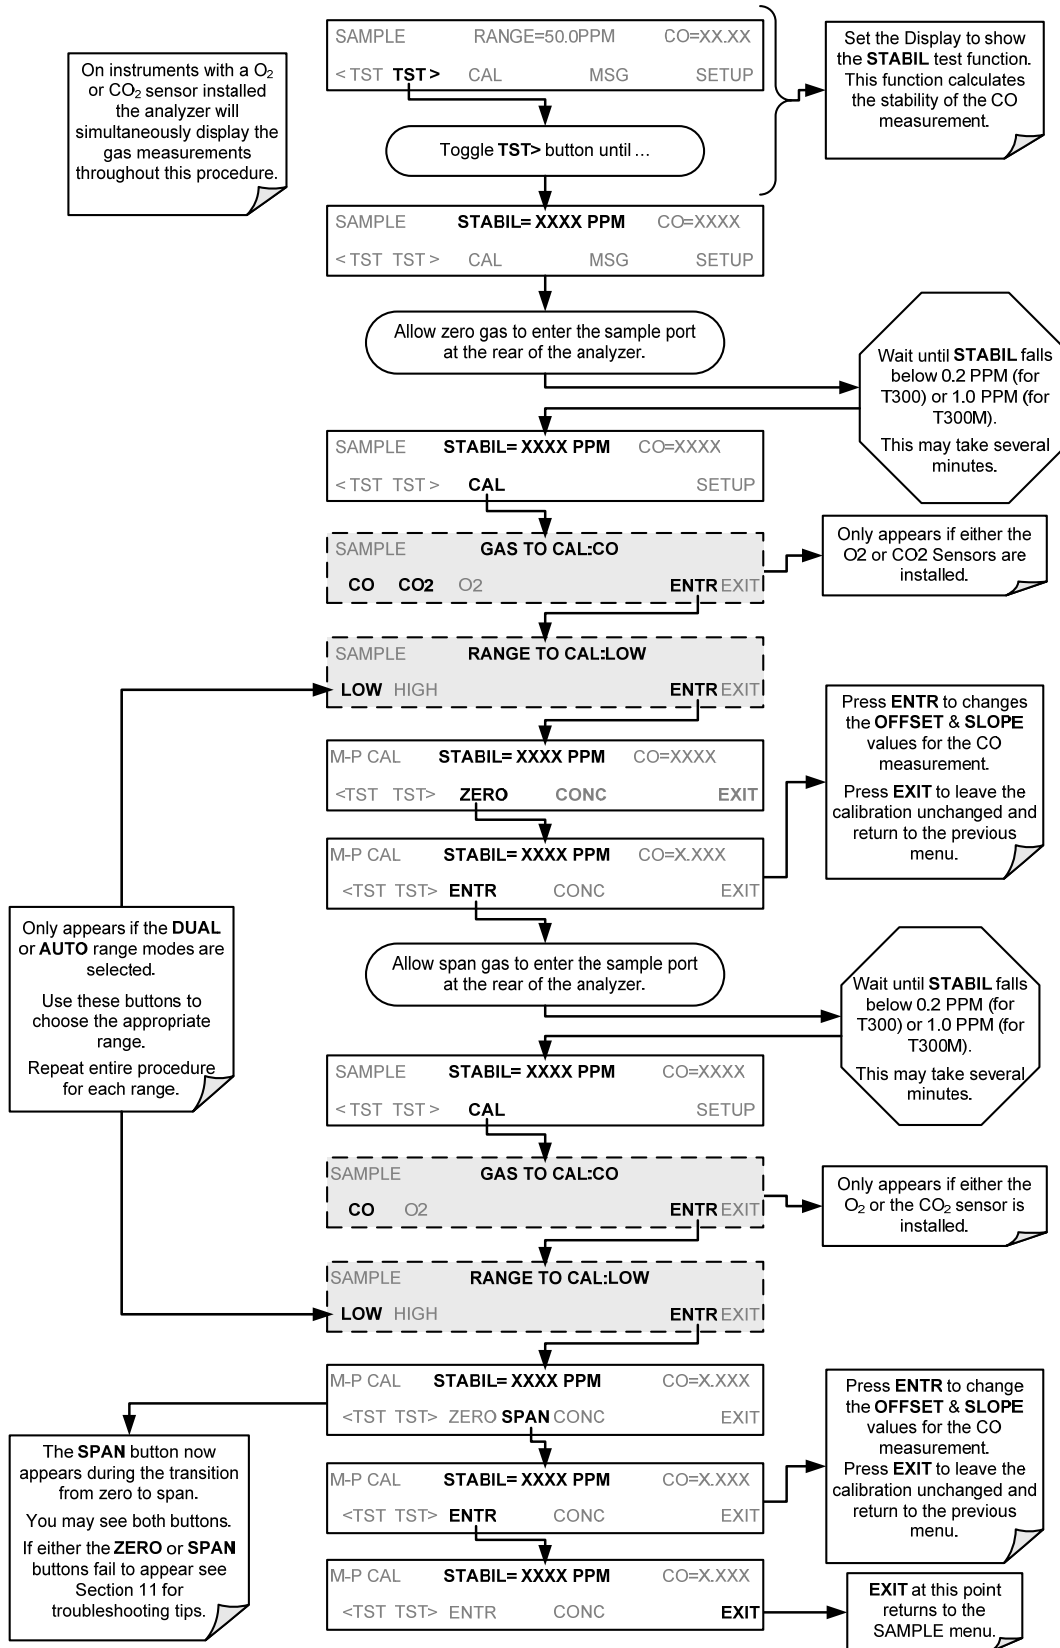 SAMPLE RANGE=50.0PPM CO=XX.XX
< TST TST > CAL MSG SETUP
Set the Display to show
the STABIL test function.
This function calculates
the stability of the CO
measurement.
On instruments with a O₂
or CO₂ sensor installed
the analyzer will
simultaneously display the
gas measurements
throughout this procedure.
Toggle TST> button until …
SAMPLE STABIL= XXXX PPM CO=XXXX
< TST TST > CAL MSG SETUP
Allow zero gas to enter the sample port
at the rear of the analyzer.
Wait until STABIL falls
below 0.2 PPM (for
T300) or 1.0 PPM (for
T300M).
This may take several
minutes.
SAMPLE STABIL= XXXX PPM CO=XXXX
< TST TST > CAL SETUP
SAMPLE GAS TO CAL:CO
CO CO2 O2 ENTR EXIT
Only appears if either the
O2 or CO2 Sensors are
installed.
SAMPLE RANGE TO CAL:LOW
LOW HIGH ENTR EXIT
M-P CAL STABIL= XXXX PPM CO=XXXX
<TST TST> ZERO CONC EXIT
Press ENTR to changes
the OFFSET & SLOPE
values for the CO
measurement.
Press EXIT to leave the
calibration unchanged and
return to the previous
menu.
M-P CAL STABIL= XXXX PPM CO=X.XXX
<TST TST> ENTR CONC EXIT
Only appears if the DUAL
or AUTO range modes are
selected.
Use these buttons to
choose the appropriate
range.
Repeat entire procedure
for each range.
Allow span gas to enter the sample port
at the rear of the analyzer.
Wait until STABIL falls
below 0.2 PPM (for
T300) or 1.0 PPM (for
T300M).
This may take several
minutes.
SAMPLE STABIL= XXXX PPM CO=XXXX
< TST TST > CAL SETUP
SAMPLE GAS TO CAL:CO
CO O2 ENTR EXIT
Only appears if either the
O₂ or the CO₂ sensor is
installed.
SAMPLE RANGE TO CAL:LOW
LOW HIGH ENTR EXIT
M-P CAL STABIL= XXXX PPM CO=X.XXX
<TST TST> ZERO SPAN CONC EXIT
The SPAN button now
appears during the transition
from zero to span.
You may see both buttons.
If either the ZERO or SPAN
buttons fail to appear see
Section 11 for
troubleshooting tips.
M-P CAL STABIL= XXXX PPM CO=X.XXX
<TST TST> ENTR CONC EXIT
Press ENTR to change
the OFFSET & SLOPE
values for the CO
measurement.
Press EXIT to leave the
calibration unchanged and
return to the previous
menu.
M-P CAL STABIL= XXXX PPM CO=X.XXX
<TST TST> ENTR CONC EXIT
EXIT at this point
returns to the
SAMPLE menu.